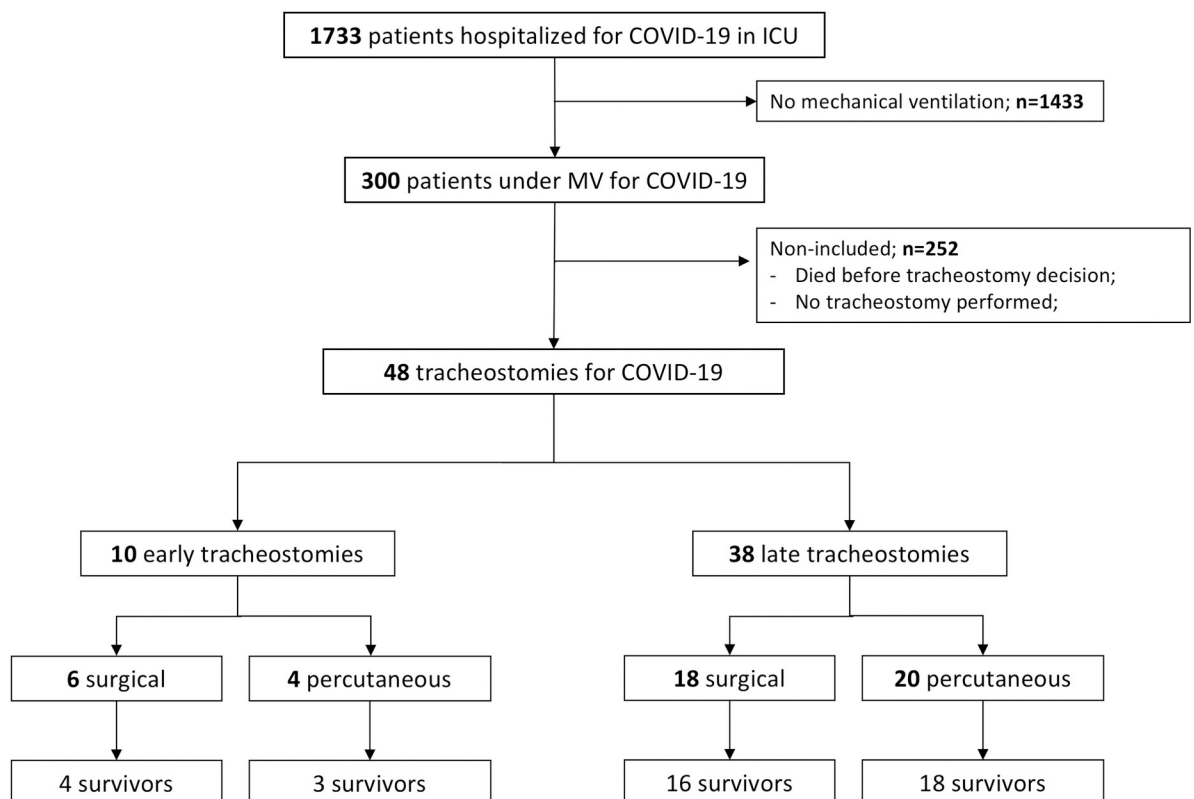 1733 patients hospitalized for COVID-19 in ICU
No mechanical ventilation; n=1433
300 patients under MV for COVID-19
Non-included; n=252
- Died before tracheostomy decision;
- No tracheostomy performed;
48 tracheostomies for COVID-19
10 early tracheostomies
38 late tracheostomies
6 surgical
4 percutaneous
18 surgical
20 percutaneous
4 survivors
3 survivors
16 survivors
18 survivors